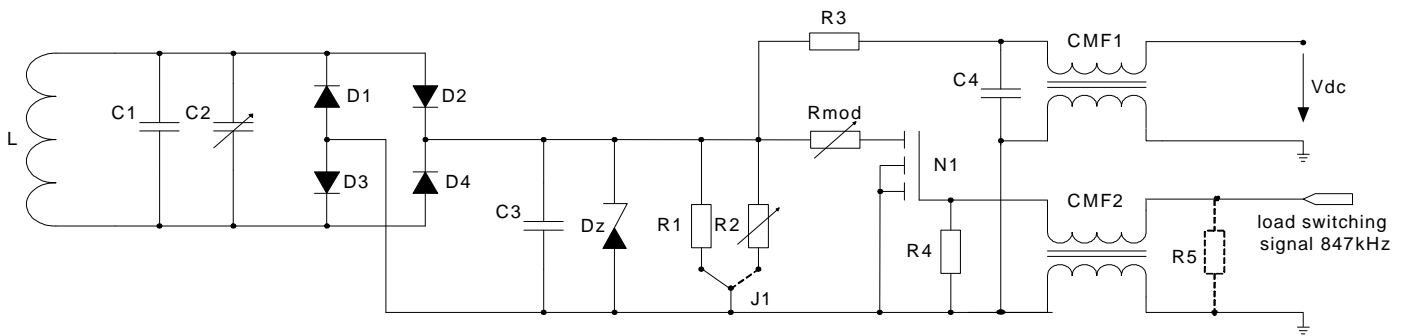 R3
CMF1
C4
Vdc
D1
D2
C1
C2
Rmod
L
N1
D3
D4
CMF2
C3
Dz
R1
R2
R4
R5
load switching
signal 847kHz
J1